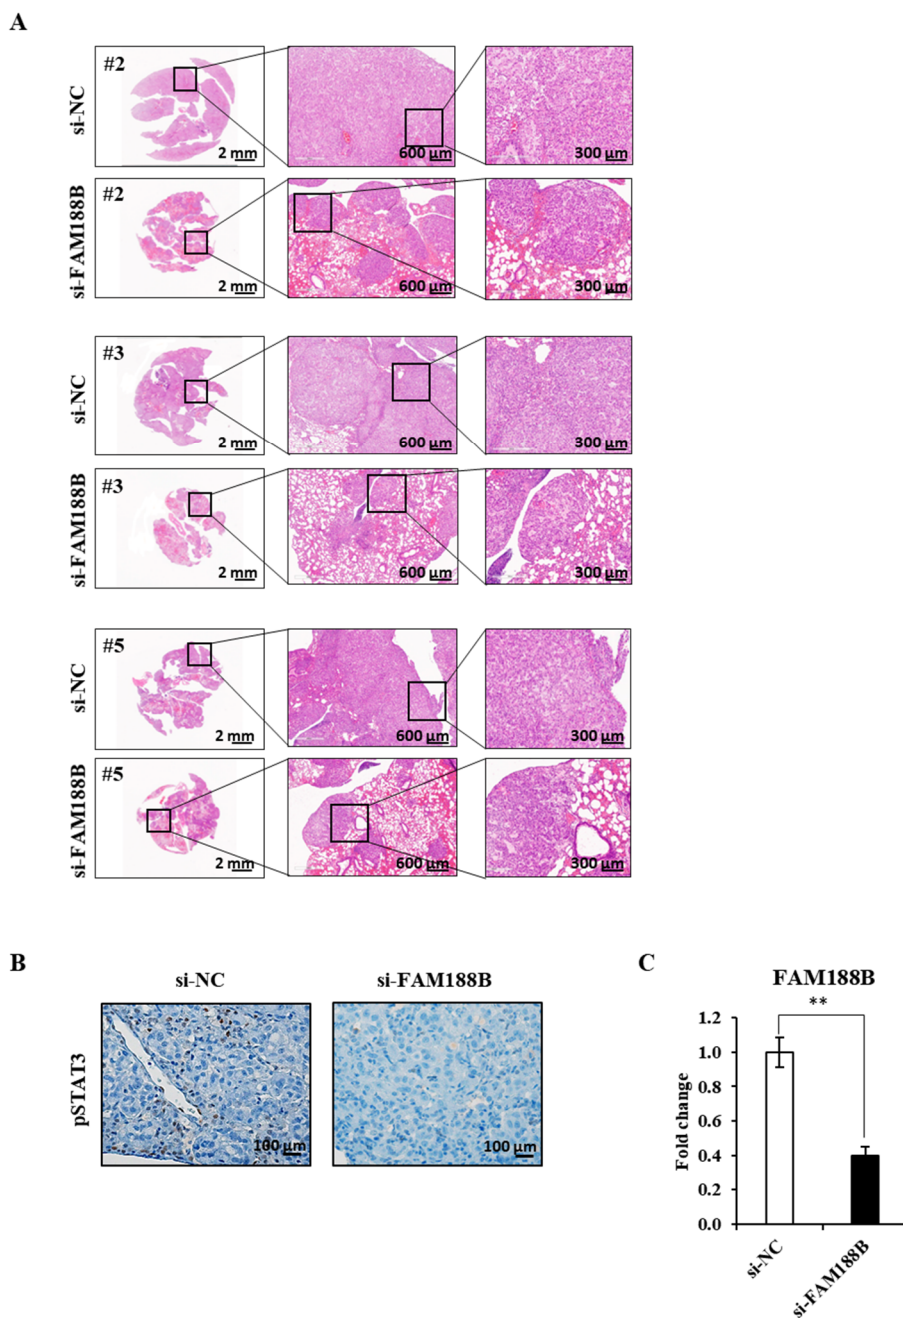 A
si-NC
#2
2 mm
600 µm
300 µm
si-FAM188B
#2
2 mm
600 µm
300 µm
si-NC
#3
2 mm
600 µm
300 µm
si-FAM188B
#3
2 mm
600 µm
300 µm
si-NC
#5
2 mm
600 µm
300 µm
si-FAM188B
#5
2 mm
600 µm
300 µm
B
si-NC
si-FAM188B
pSTAT3
100 µm
100 µm
C
FAM188B
**
Fold change
1.2
1.0
0.8
0.6
0.4
0.2
0.0
si-NC
si-FAM188B